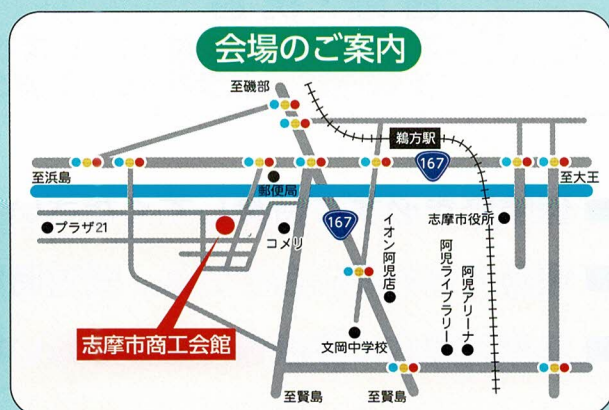 会場のご案内
至磯部
鵜方駅
167
至浜島
郵便局
至大王
プラザ21
コメリ
167
イオン阿児店
志摩市役所
阿児ライブラリー
阿児アリーナ
志摩市商工会館
文岡中学校
至賢島
至賢島